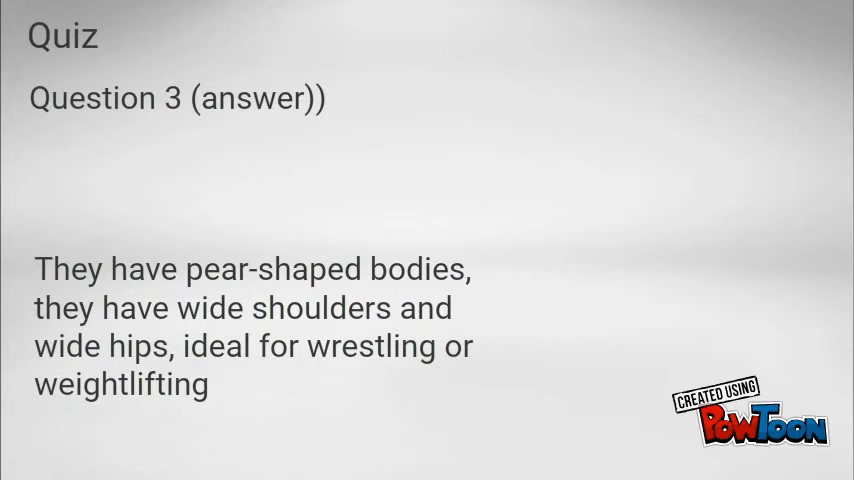 Quiz
Question 3 (answer))
They have pear-shaped bodies,
they have wide shoulders and
wide hips, ideal for wrestling or
weightlifting
CREATED USING
POWTOON